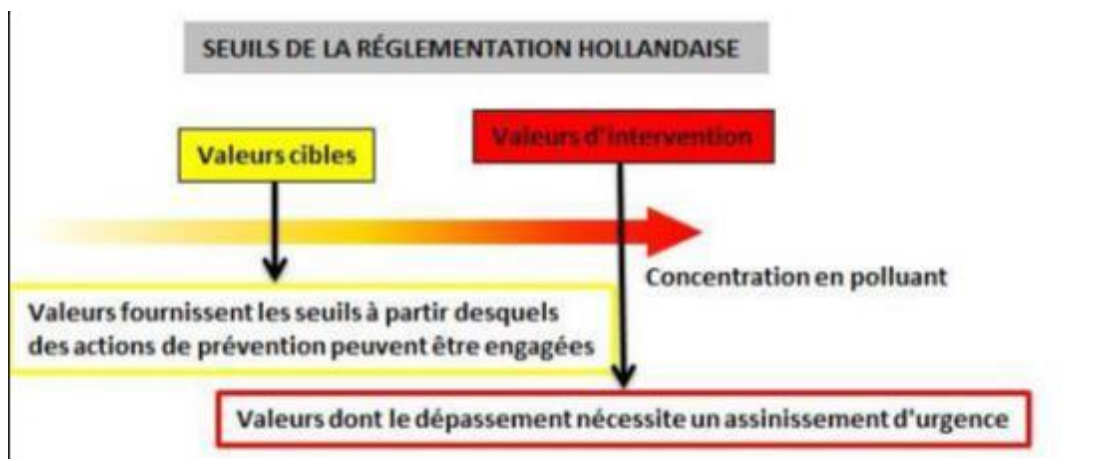 SEUILS DE LA RÉGLEMENTATION HOLLANDAISE
Valeurs cibles
Valeurs d'intervention
Concentration en polluant
Valeurs fournissent les seuils à partir desquels
des actions de prévention peuvent être engagées
Valeurs dont le dépassement nécessite un assinissement d'urgence